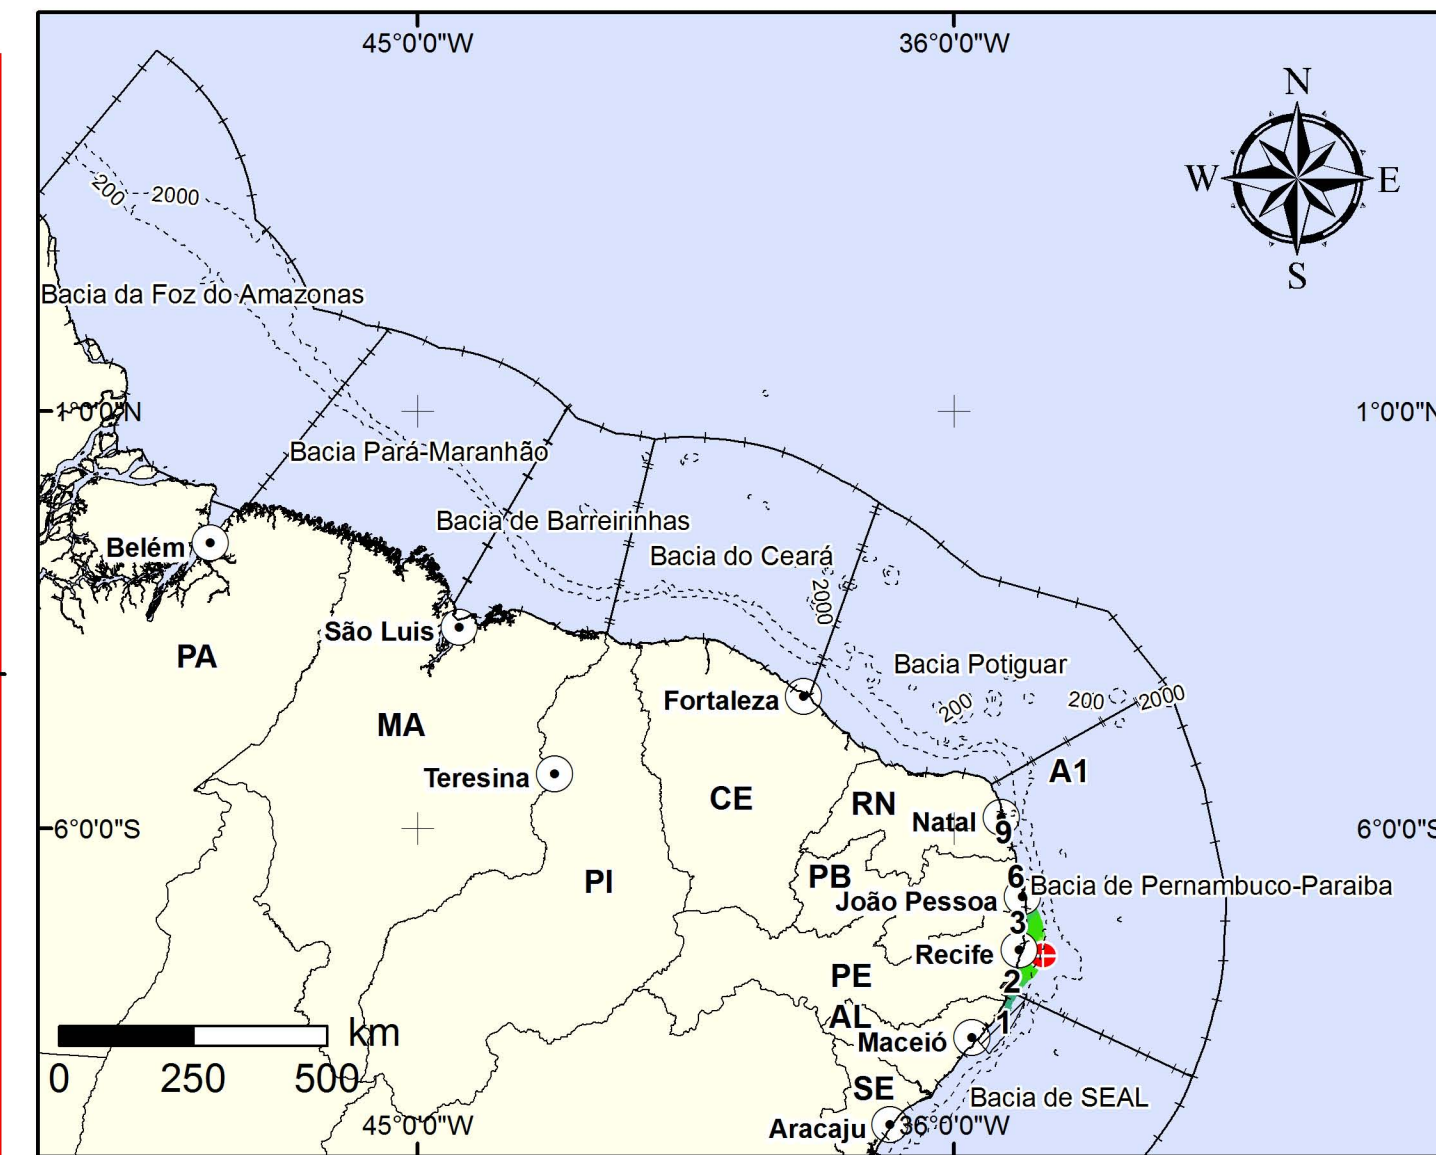 45°0'0"W
36°0'0"W
N
W
E
S
200
2000
Bacia da Foz do Amazonas
1°0'0"N
1°0'0"N
Bacia Pará-Maranhão
Bacia de Barreirinhas
Belém
Bacia do Ceará
2000
São Luis
PA
Bacia Potiguar
Fortaleza
200
200
2000
MA
Teresina
A1
CE
RN
Natal
9
6°0'0"S
6°0'0"S
PI
PB
6
Bacia de Pernambuco-Paraiba
João Pessoa
3
Recife
PE
2
AL
1
km
Maceió
0
250
500
SE
Bacia de SEAL
45°0'0"W
Aracaju
36°0'0"W